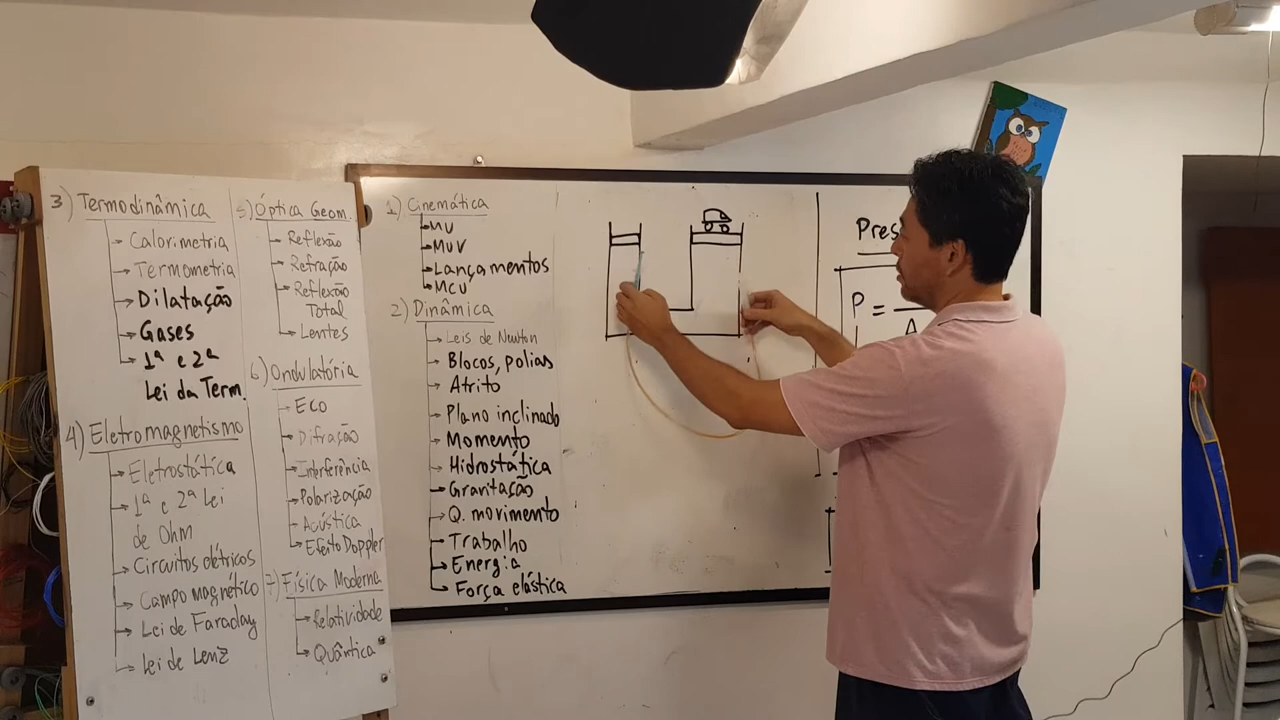 3) Termodinâmica
Calorimetria
Termometria
Dilatação
Gases
1ª e 2ª
Lei da Term.
4) Eletromagnetismo
Eletrostática
1ª e 2ª Lei
de Ohm
Circuitos elétricos
Campo magnético
Lei de Faraday
Lei de Lenz
5) Óptica Geom.
Reflexão
Refração
Reflexão
Total
Lentes
6) Ondulatória
Eco
Difração
Interferência
Polarização
Acústica
Efeito Doppler
7) Física Moderna
Relatividade
Quântica
1) Cinemática
MU
MUV
Lançamentos
MCU
2) Dinâmica
Leis de Newton
Blocos, polias
Atrito
Plano inclinado
Momento
Hidrostática
Gravitação
Q. movimento
Trabalho
Energia
Força elástica
Pres
P =
A